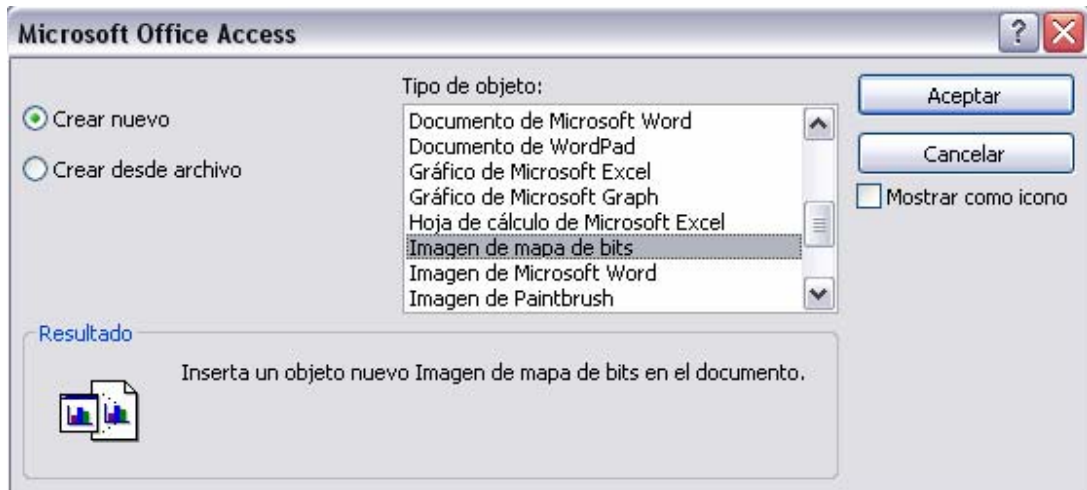 Microsoft Office Access
?
Crear nuevo
Crear desde archivo
Tipo de objeto:
Documento de Microsoft Word
Documento de WordPad
Gráfico de Microsoft Excel
Gráfico de Microsoft Graph
Hoja de cálculo de Microsoft Excel
Imagen de mapa de bits
Imagen de Microsoft Word
Imagen de Paintbrush
Aceptar
Cancelar
Mostrar como icono
Resultado
Inserta un objeto nuevo Imagen de mapa de bits en el documento.